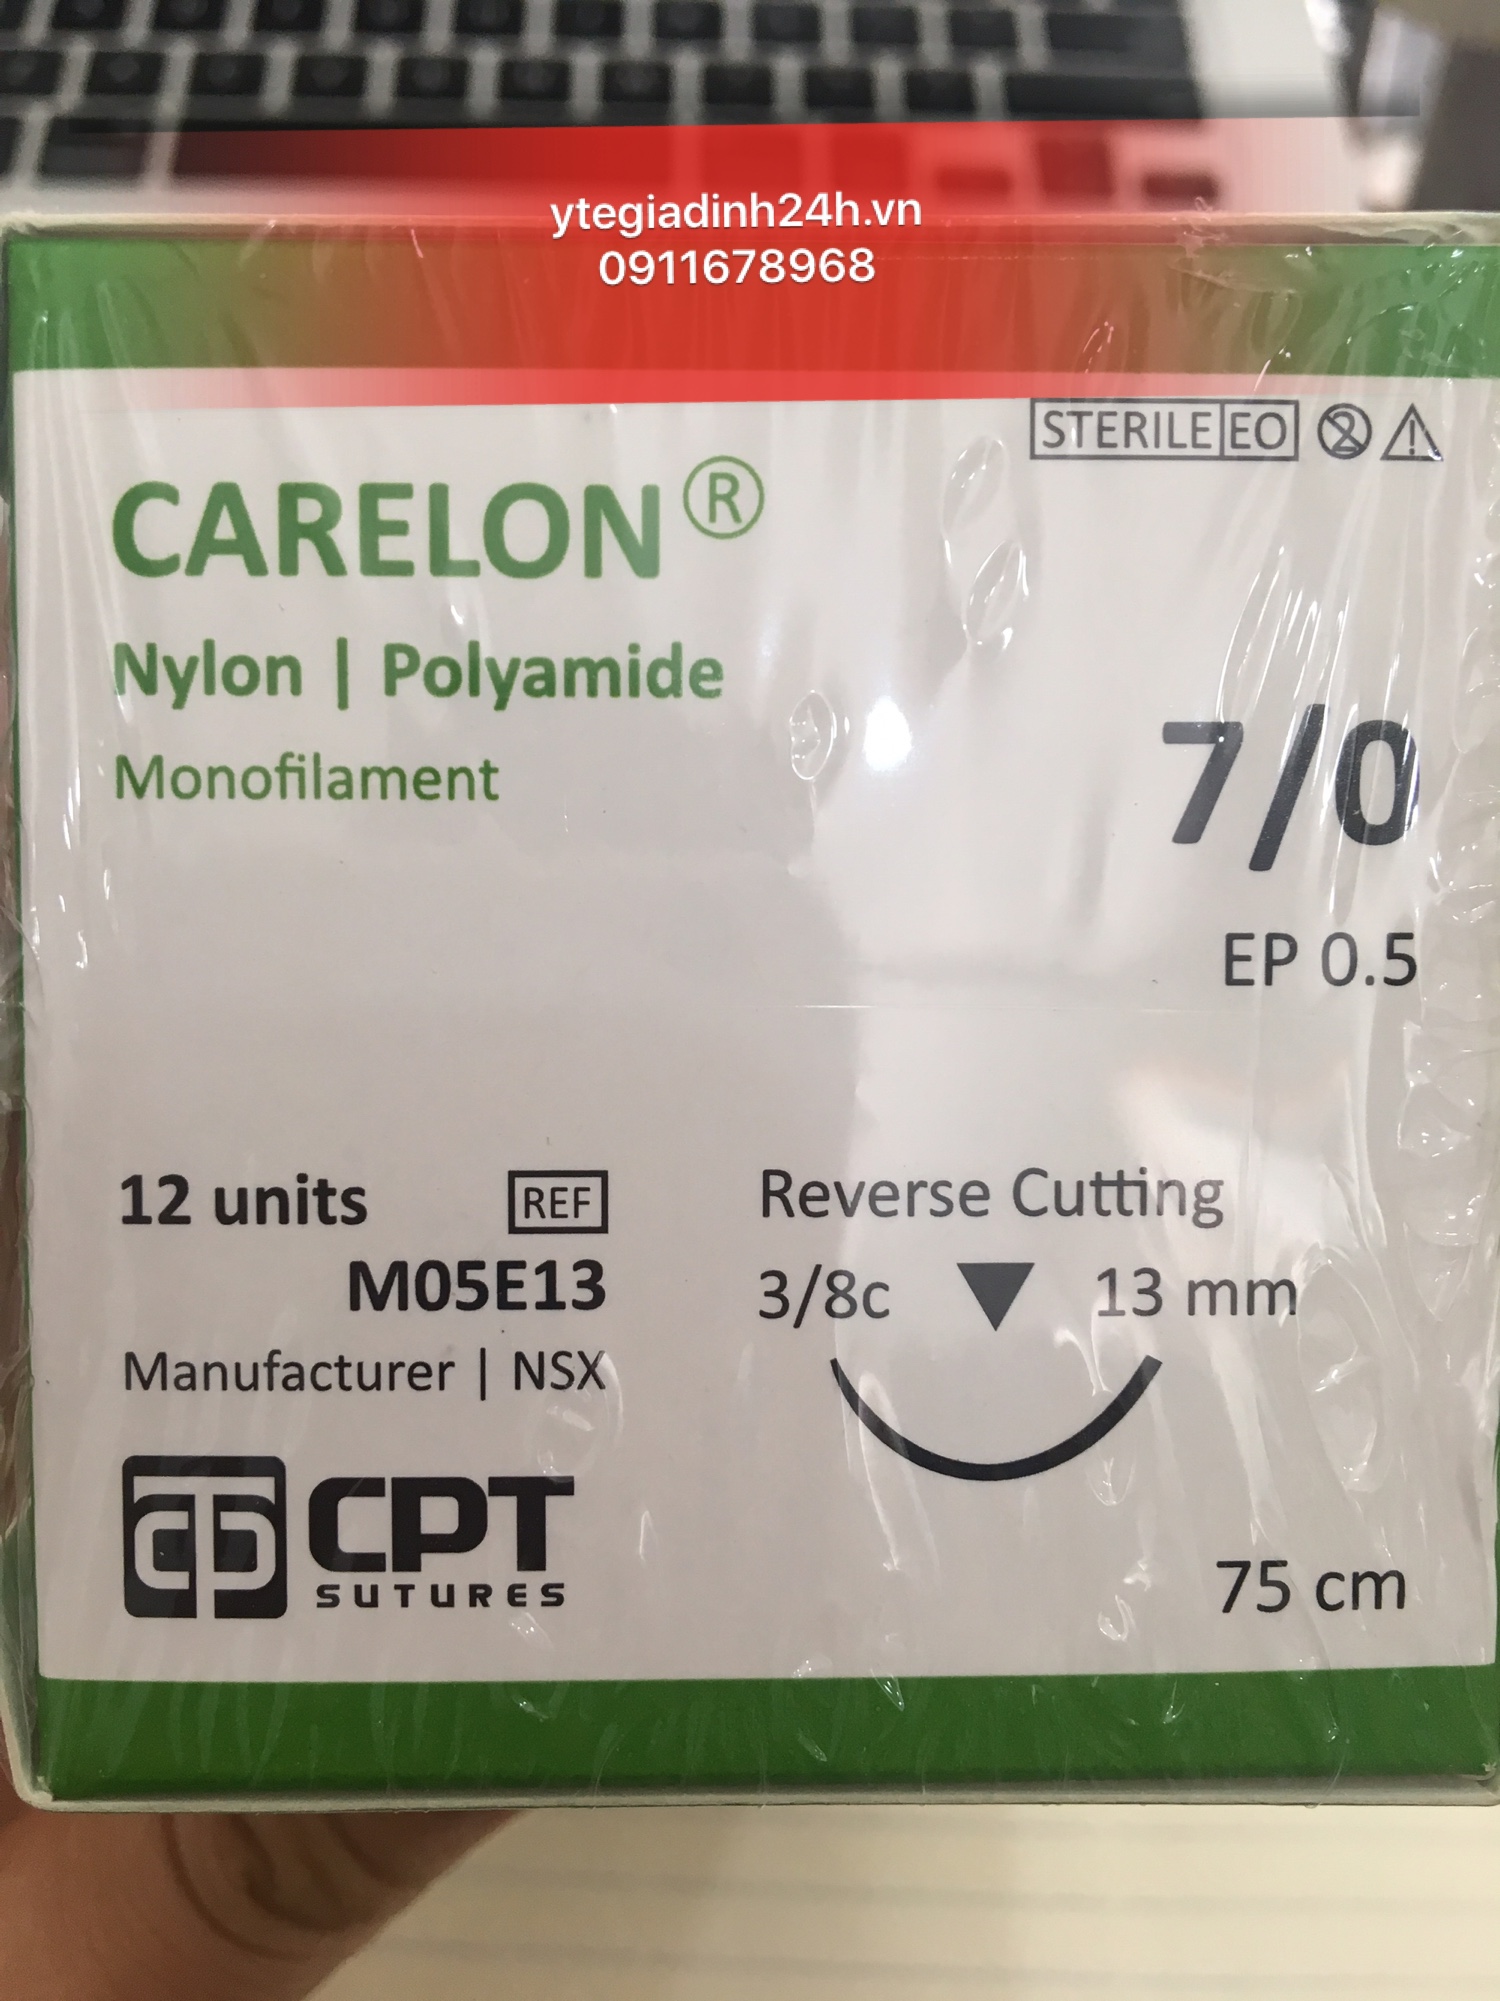 ytegiadinh24h.vn
0911678968
STERILE EO
CARELON®
Nylon | Polyamide
Monofilament
7/0
EP 0.5
12 units REF
M05E13
Manufacturer | NSX
CPT
SUTURES
Reverse Cutting
3/8c 13 mm
75 cm